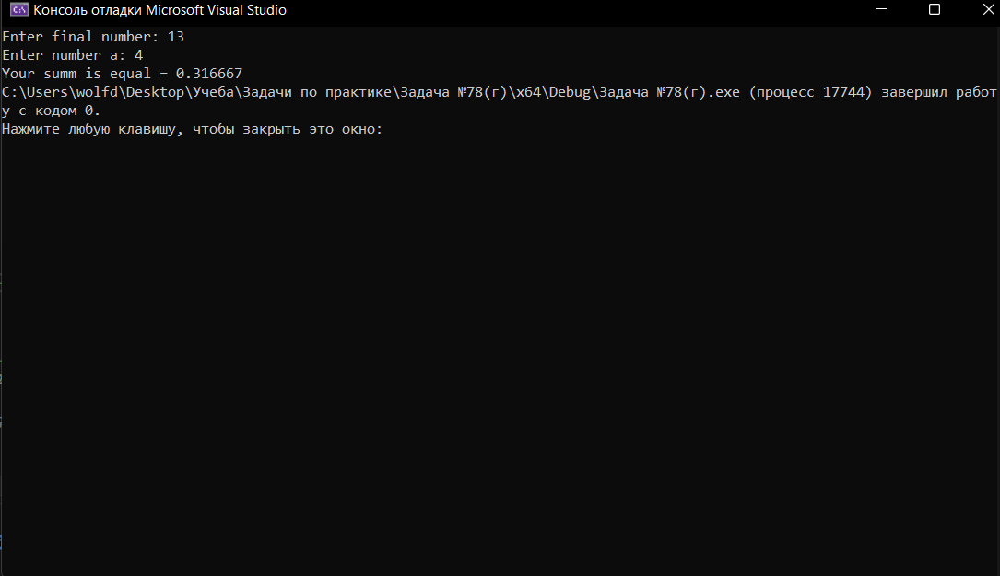 Консоль отладки Microsoft Visual Studio
Enter final number: 13
Enter number a: 4
Your summ is equal = 0.316667
C:\Users\wolfd\Desktop\Учеба\Задачи по практике\Задача №78(г)\x64\Debug\Задача №78(г).exe (процесс 17744) завершил работ
у с кодом 0.
Нажмите любую клавишу, чтобы закрыть это окно: